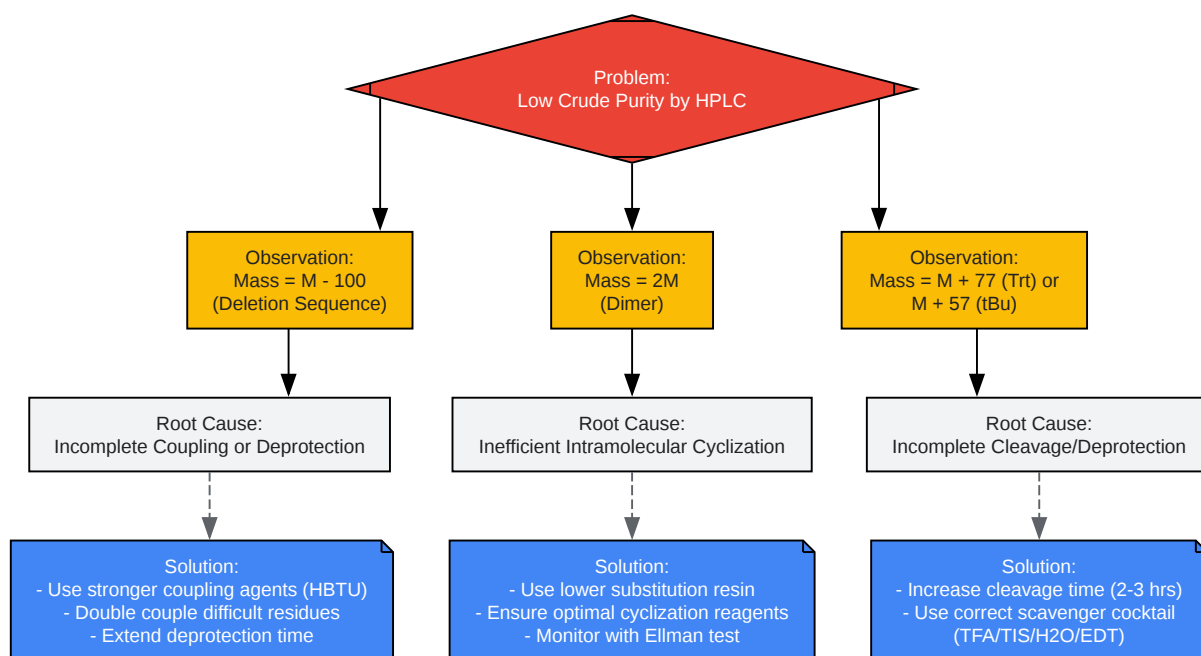 Problem:
Low Crude Purity by HPLC
Observation:
Mass = M - 100
(Deletion Sequence)
Observation:
Mass = 2M
(Dimer)
Observation:
Mass = M + 77 (Trt) or
M + 57 (tBu)
Root Cause:
Incomplete Coupling or Deprotection
Root Cause:
Inefficient Intramolecular Cyclization
Root Cause:
Incomplete Cleavage/Deprotection
Solution:
- Use stronger coupling agents (HBTU)
- Double couple difficult residues
- Extend deprotection time
Solution:
- Use lower substitution resin
- Ensure optimal cyclization reagents
- Monitor with Ellman test
Solution:
- Increase cleavage time (2-3 hrs)
- Use correct scavenger cocktail
(TFA/TIS/H2O/EDT)